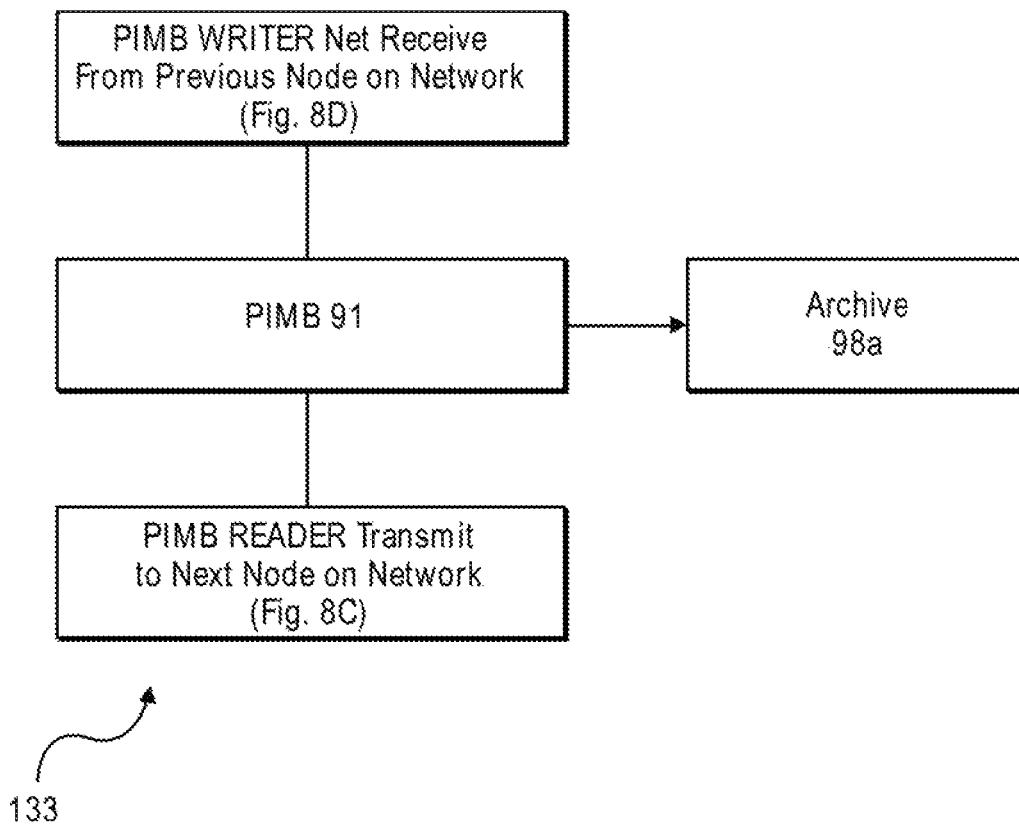 PIMB WRITER Net Receive
From Previous Node on Network
(Fig. 8D)
PIMB 91
Archive
98a
PIMB READER Transmit
to Next Node on Network
(Fig. 8C)
133